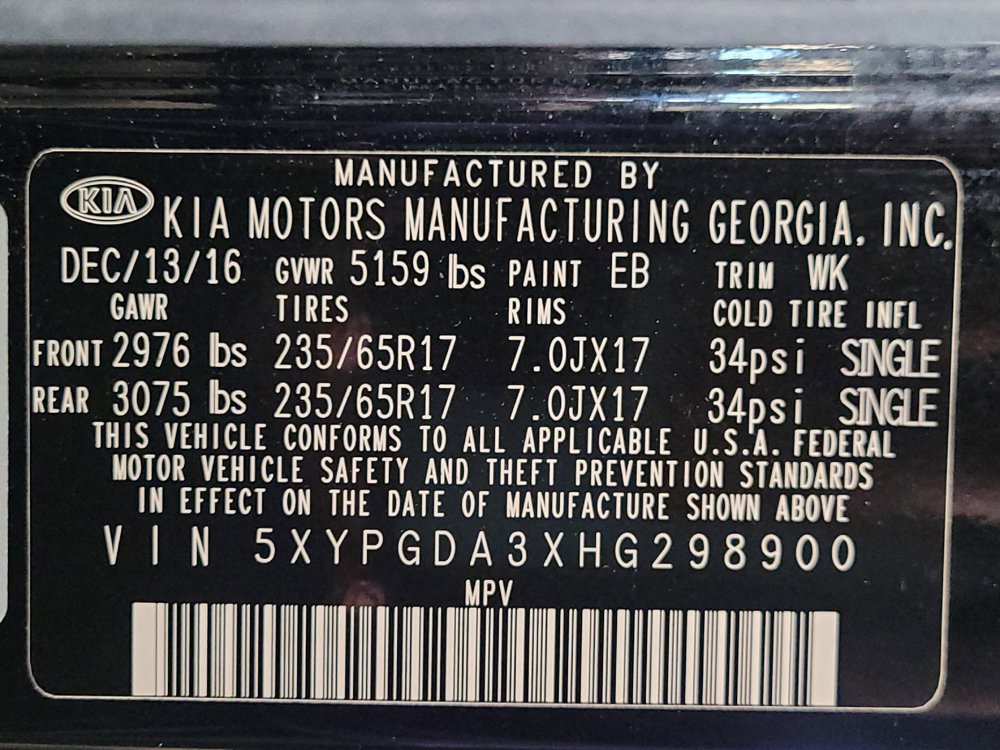 MANUFACTURED BY
KIA KIA MOTORS MANUFACTURING GEORGIA, INC.
DEC/13/16 GVWR 5159 lbs PAINT EB TRIM WK
GAWR TIRES RIMS COLD TIRE INFL
FRONT 2976 lbs 235/65R17 7.0JX17 34psi SINGLE
REAR 3075 lbs 235/65R17 7.0JX17 34psi SINGLE
THIS VEHICLE CONFORMS TO ALL APPLICABLE U.S.A. FEDERAL
MOTOR VEHICLE SAFETY AND THEFT PREVENTION STANDARDS
IN EFFECT ON THE DATE OF MANUFACTURE SHOWN ABOVE
VIN 5XYPGDA3XHG298900
MPV